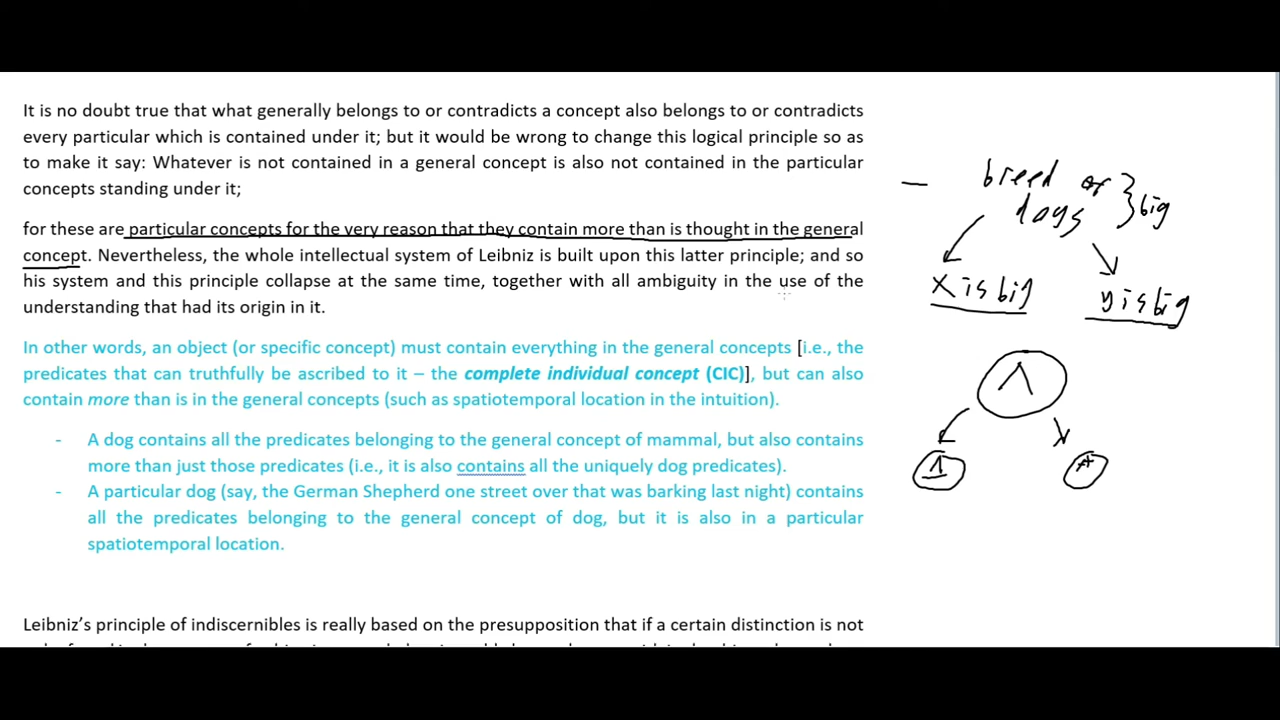 It is no doubt true that what generally belongs to or contradicts a concept also belongs to or contradicts
every particular which is contained under it; but it would be wrong to change this logical principle so as
to make it say: Whatever is not contained in a general concept is also not contained in the particular
concepts standing under it;
for these are particular concepts for the very reason that they contain more than is thought in the general
concept. Nevertheless, the whole intellectual system of Leibniz is built upon this latter principle; and so
his system and this principle collapse at the same time, together with all ambiguity in the use of the
understanding that had its origin in it.
In other words, an object (or specific concept) must contain everything in the general concepts [i.e., the
predicates that can truthfully be ascribed to it – the complete individual concept (CIC)], but can also
contain more than is in the general concepts (such as spatiotemporal location in the intuition).
- A dog contains all the predicates belonging to the general concept of mammal, but also contains
more than just those predicates (i.e., it is also contains all the uniquely dog predicates).
- A particular dog (say, the German Shepherd one street over that was barking last night) contains
all the predicates belonging to the general concept of dog, but it is also in a particular
spatiotemporal location.
Leibniz's principle of indiscernibles is really based on the presupposition that if a certain distinction is not
— breed of
dogs } big
x is big
y is big